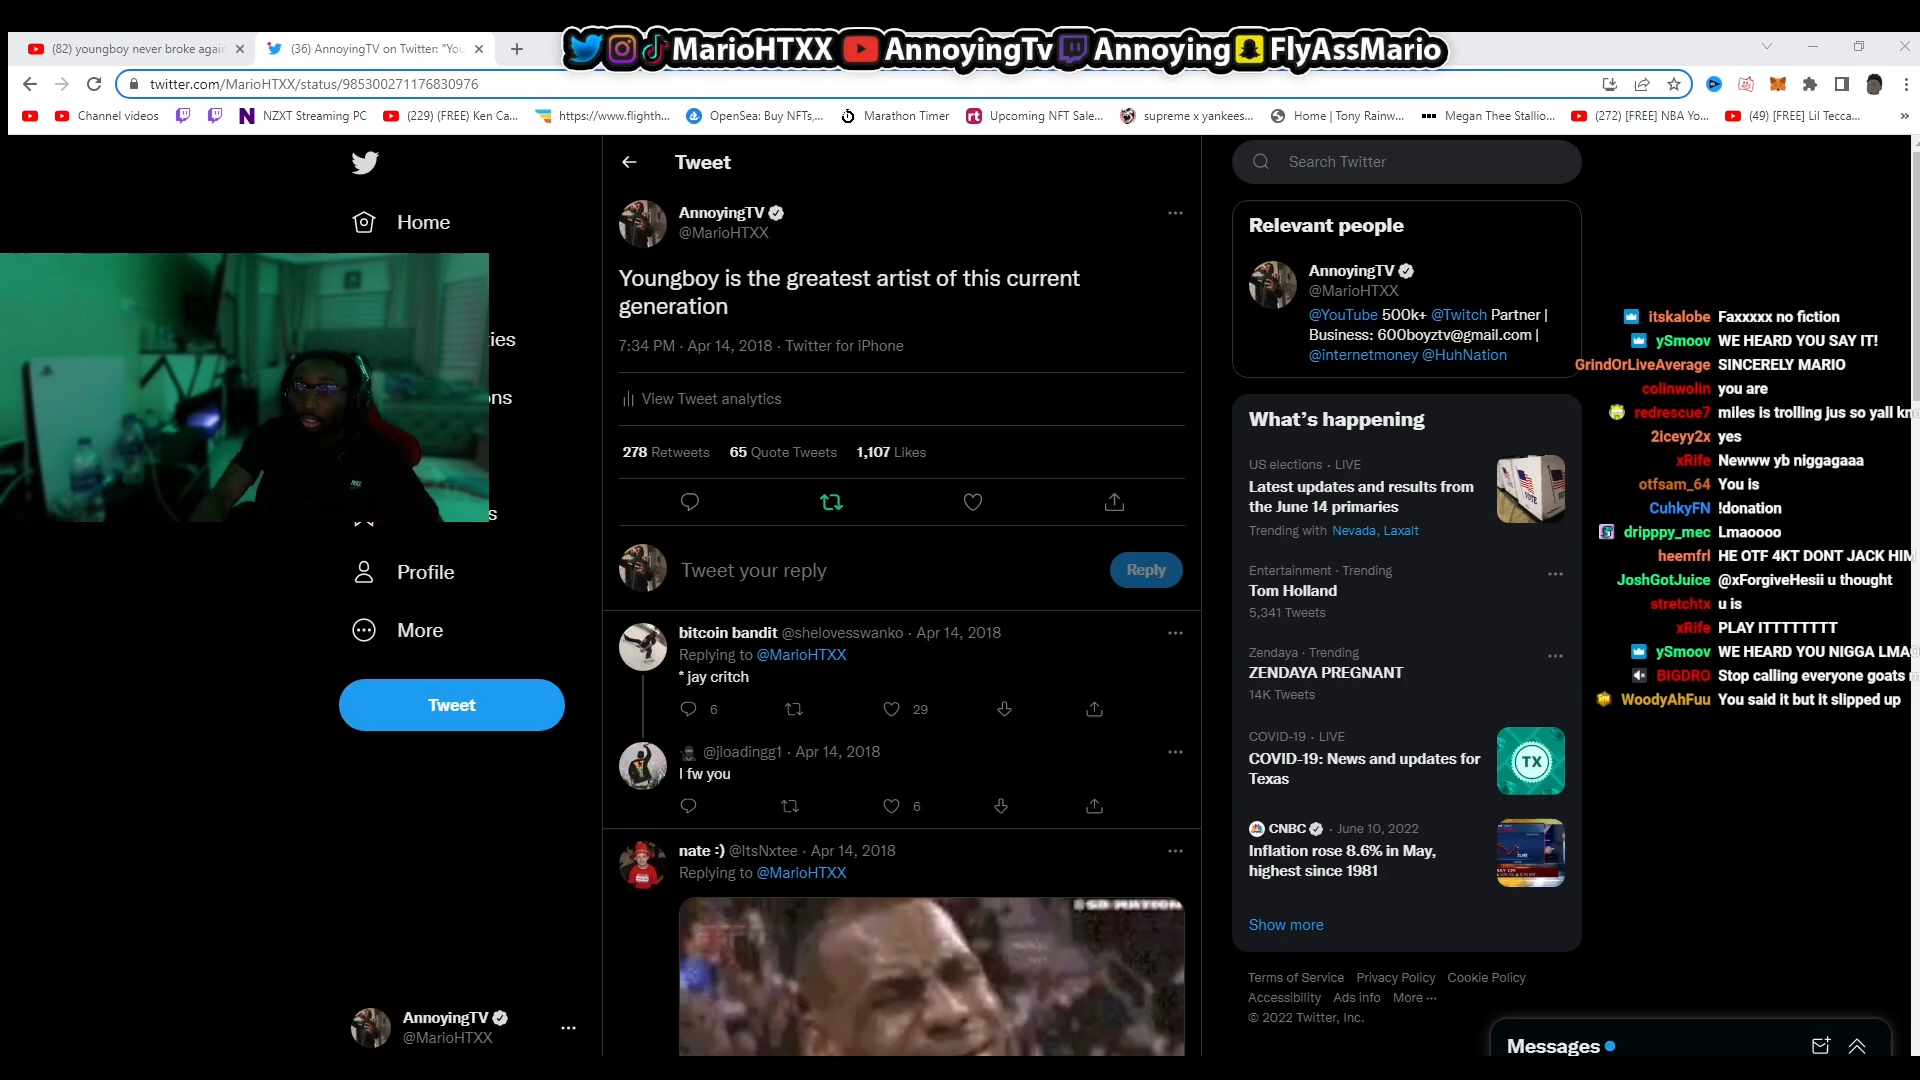 MarioHTXX AnnoyingTv Annoying FlyAssMario
(82) youngboy never broke again
(36) AnnoyingTV on Twitter: "You
twitter.com/MarioHTXX/status/985300271176830976
Channel videos
NZXT Streaming PC
(229) (FREE) Ken Ca...
https://www.flighth...
OpenSea: Buy NFTs,...
Marathon Timer
Upcoming NFT Sale...
supreme x yankees...
Home | Tony Rainw...
Megan Thee Stallio...
(272) [FREE] NBA Yo...
(49) [FREE] Lil Tecca...
»
Home
ies
ons
s
Profile
More
Tweet
AnnoyingTV
@MarioHTXX
Tweet
AnnoyingTV
@MarioHTXX
Youngboy is the greatest artist of this current
generation
7:34 PM · Apr 14, 2018 · Twitter for iPhone
View Tweet analytics
278 Retweets 65 Quote Tweets 1,107 Likes
Tweet your reply
Reply
bitcoin bandit @shelovesswanko · Apr 14, 2018
Replying to @MarioHTXX
* jay critch
6 29
@jloadingg1 · Apr 14, 2018
I fw you
6
nate :) @ItsNxtee · Apr 14, 2018
Replying to @MarioHTXX
SB NATION
Search Twitter
Relevant people
AnnoyingTV
@MarioHTXX
@YouTube 500k+ @Twitch Partner |
Business: 600boyztv@gmail.com |
@internetmoney @HuhNation
What's happening
US elections · LIVE
Latest updates and results from
the June 14 primaries
Trending with Nevada, Laxalt
VOTE
Entertainment · Trending
Tom Holland
5,341 Tweets
Zendaya · Trending
ZENDAYA PREGNANT
14K Tweets
COVID-19 · LIVE
COVID-19: News and updates for
Texas
TX
CNBC · June 10, 2022
Inflation rose 8.6% in May,
highest since 1981
Show more
Terms of Service Privacy Policy Cookie Policy
Accessibility Ads info More ···
© 2022 Twitter, Inc.
Messages
itskalobe Faxxxxx no fiction
ySmoov WE HEARD YOU SAY IT!
GrindOrLiveAverage SINCERELY MARIO
colinwolin you are
redrescue7 miles is trolling jus so yall kno
2iceyy2x yes
xRife Newww yb niggagaaa
otfsam_64 You is
CuhkyFN !donation
dripppy_mec Lmaoooo
heemfrl HE OTF 4KT DONT JACK HIM
JoshGotJuice @xForgiveHesii u thought
stretchtx u is
xRife PLAY ITTTTTTTT
ySmoov WE HEARD YOU NIGGA LMAO
BIGDRO Stop calling everyone goats m
WoodyAhFuu You said it but it slipped up